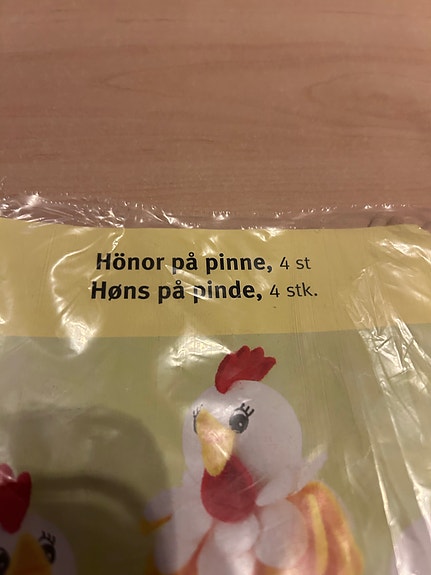 Hönor på pinne, 4 st
Høns på pinde, 4 stk.